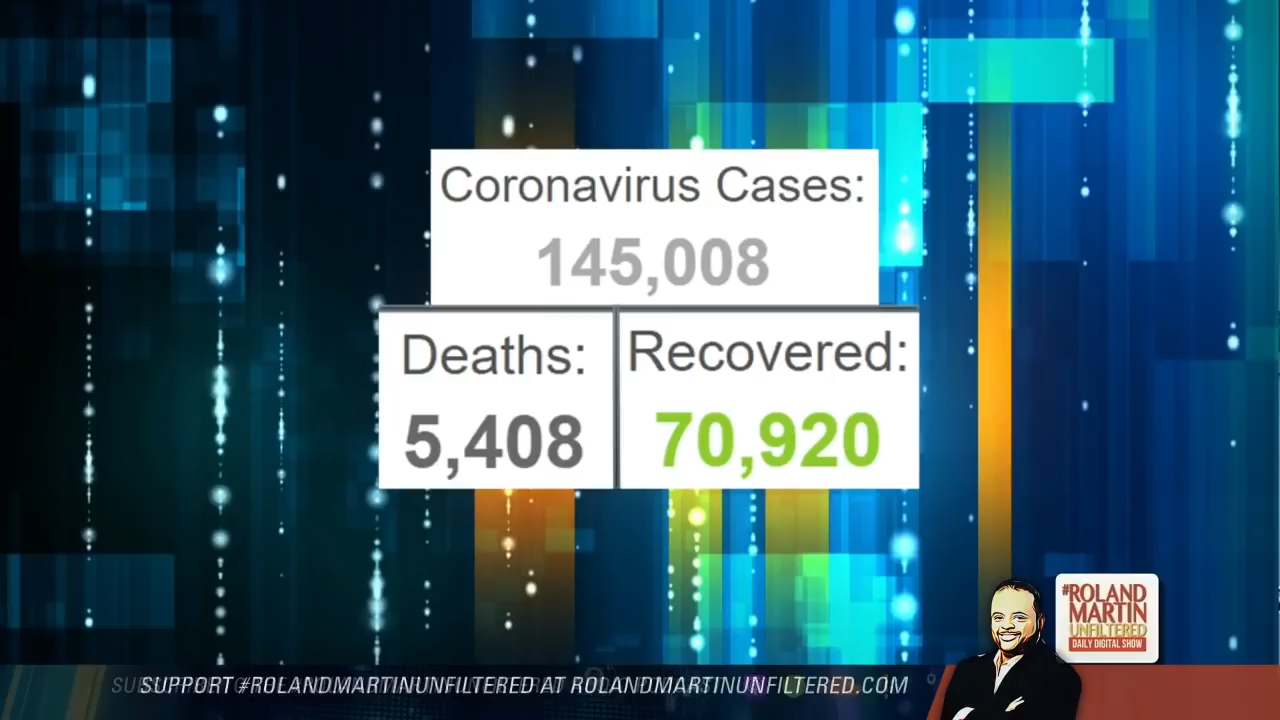 Coronavirus Cases:
145,008
Deaths:
5,408
Recovered:
70,920
#ROLAND
MARTIN
UNFILTERED
DAILY DIGITAL SHOW
SUPPORT #ROLANDMARTINUNFILTERED AT ROLANDMARTINUNFILTERED.COM